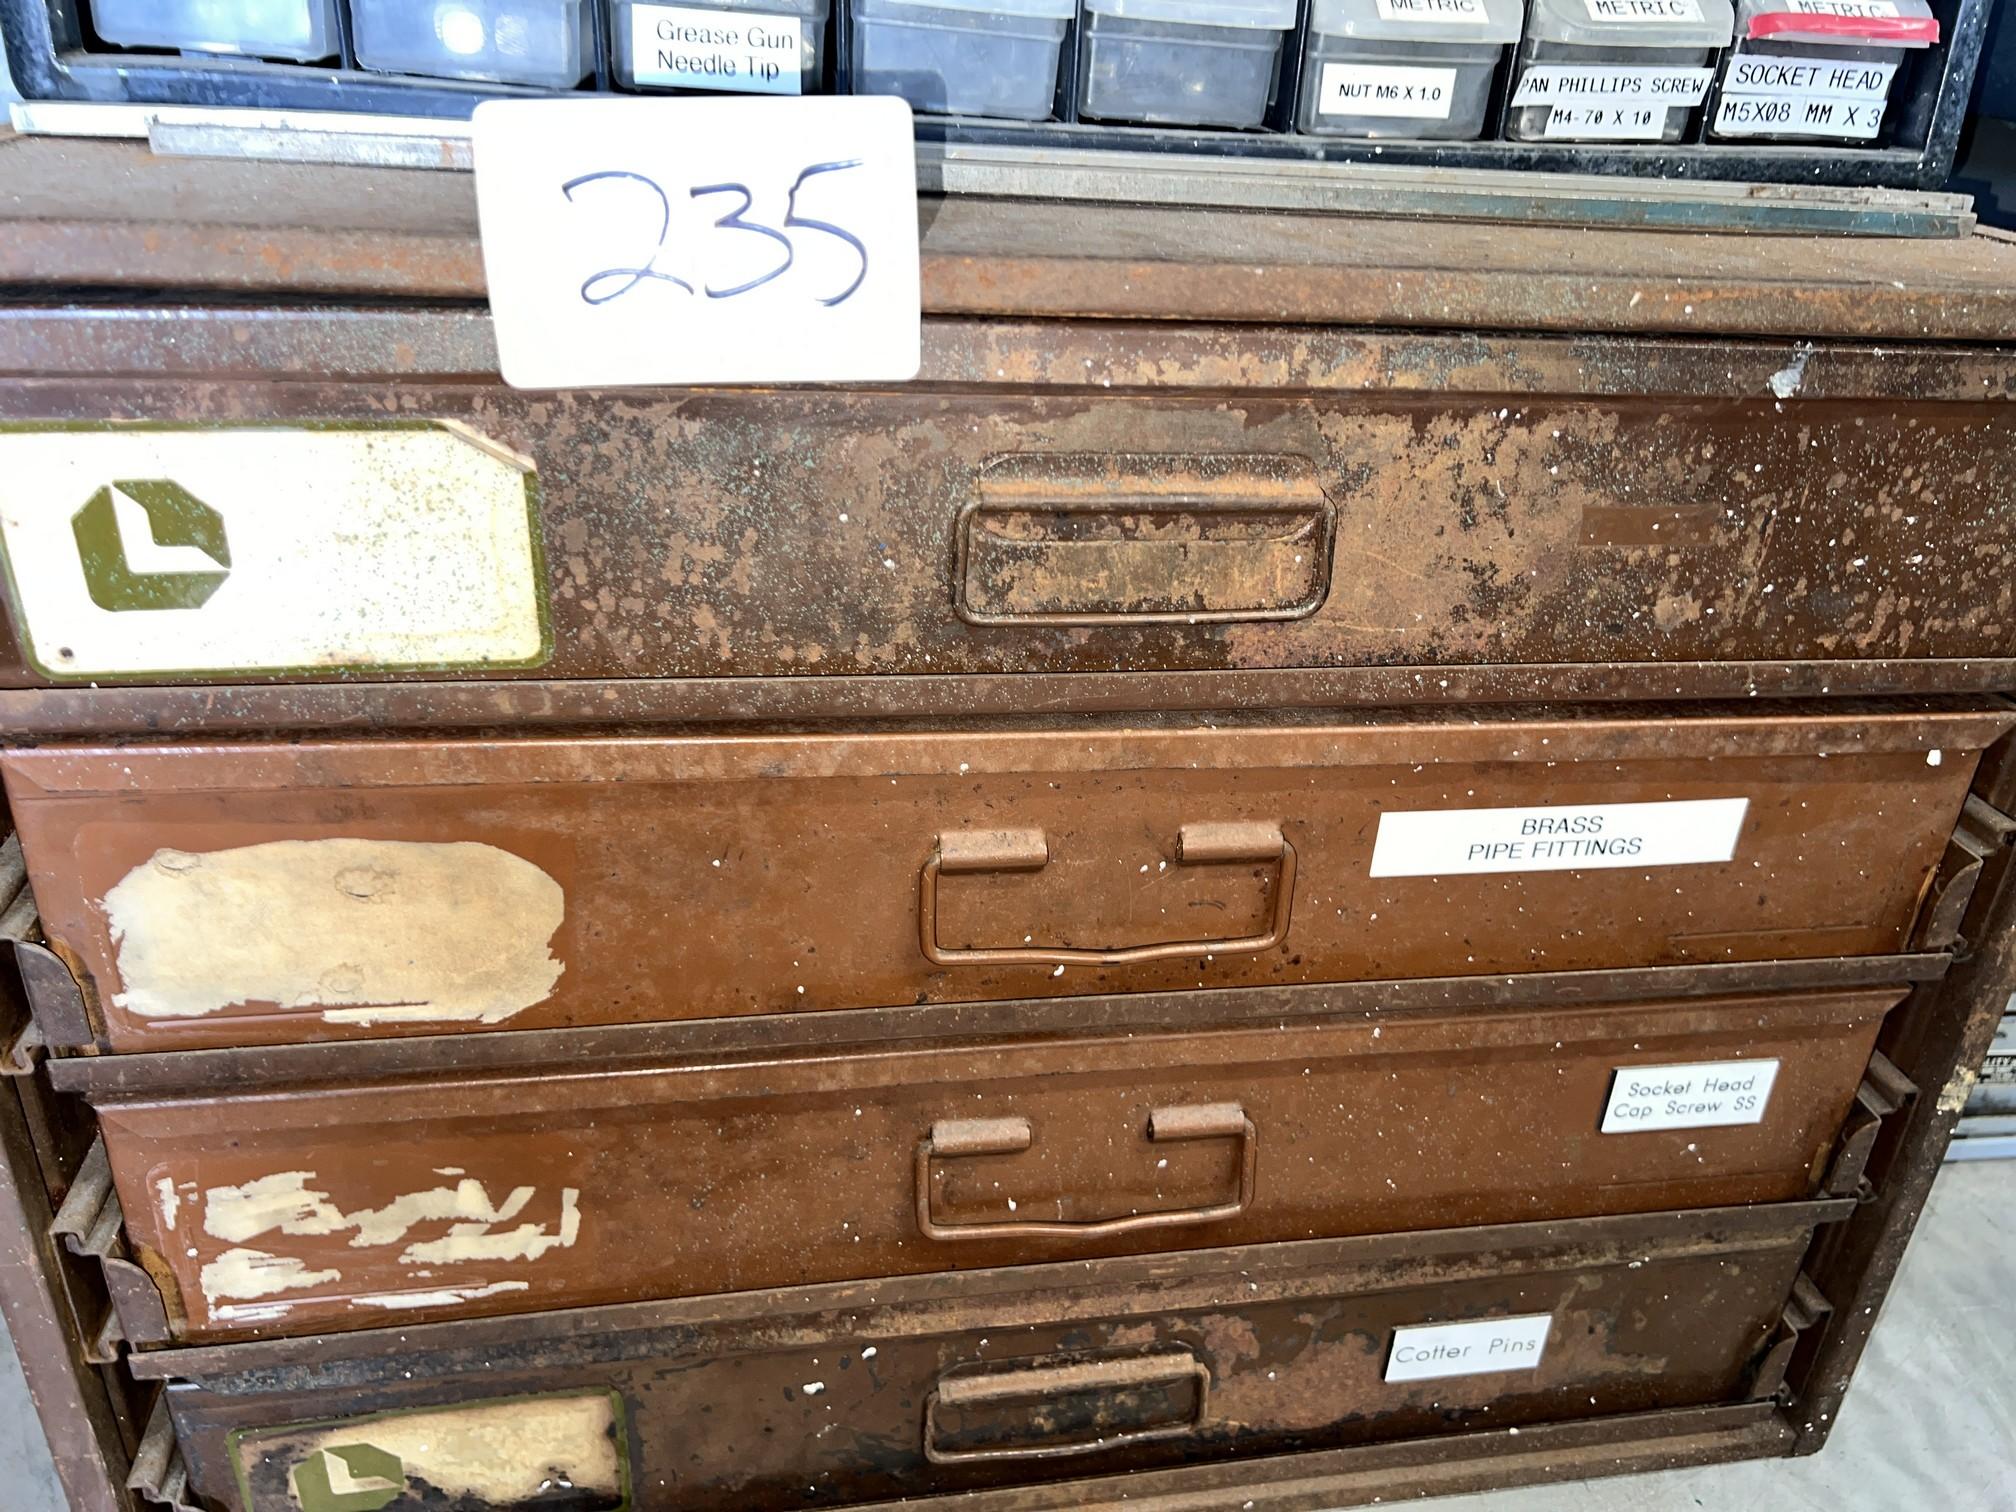 Grease Gun
Needle Tip
METRIC
NUT M6 X 1.0
METRIC
PAN PHILLIPS SCREW
M4-70 X 10
METRIC
SOCKET HEAD
M5X08 MM X 3
235
L
BRASS
PIPE FITTINGS
Socket Head
Cap Screw SS
Cotter Pins
L